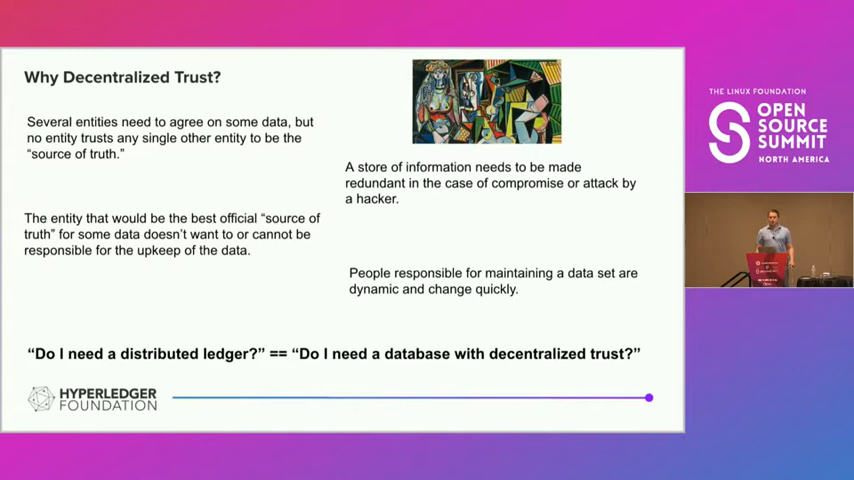 Why Decentralized Trust?
Several entities need to agree on some data, but
no entity trusts any single other entity to be the
“source of truth.”
The entity that would be the best official “source of
truth” for some data doesn’t want to or cannot be
responsible for the upkeep of the data.
A store of information needs to be made
redundant in the case of compromise or attack by
a hacker.
People responsible for maintaining a data set are
dynamic and change quickly.
“Do I need a distributed ledger?” == “Do I need a database with decentralized trust?”
HYPERLEDGER
FOUNDATION
THE LINUX FOUNDATION
OPEN
SOURCE
SUMMIT
NORTH AMERICA